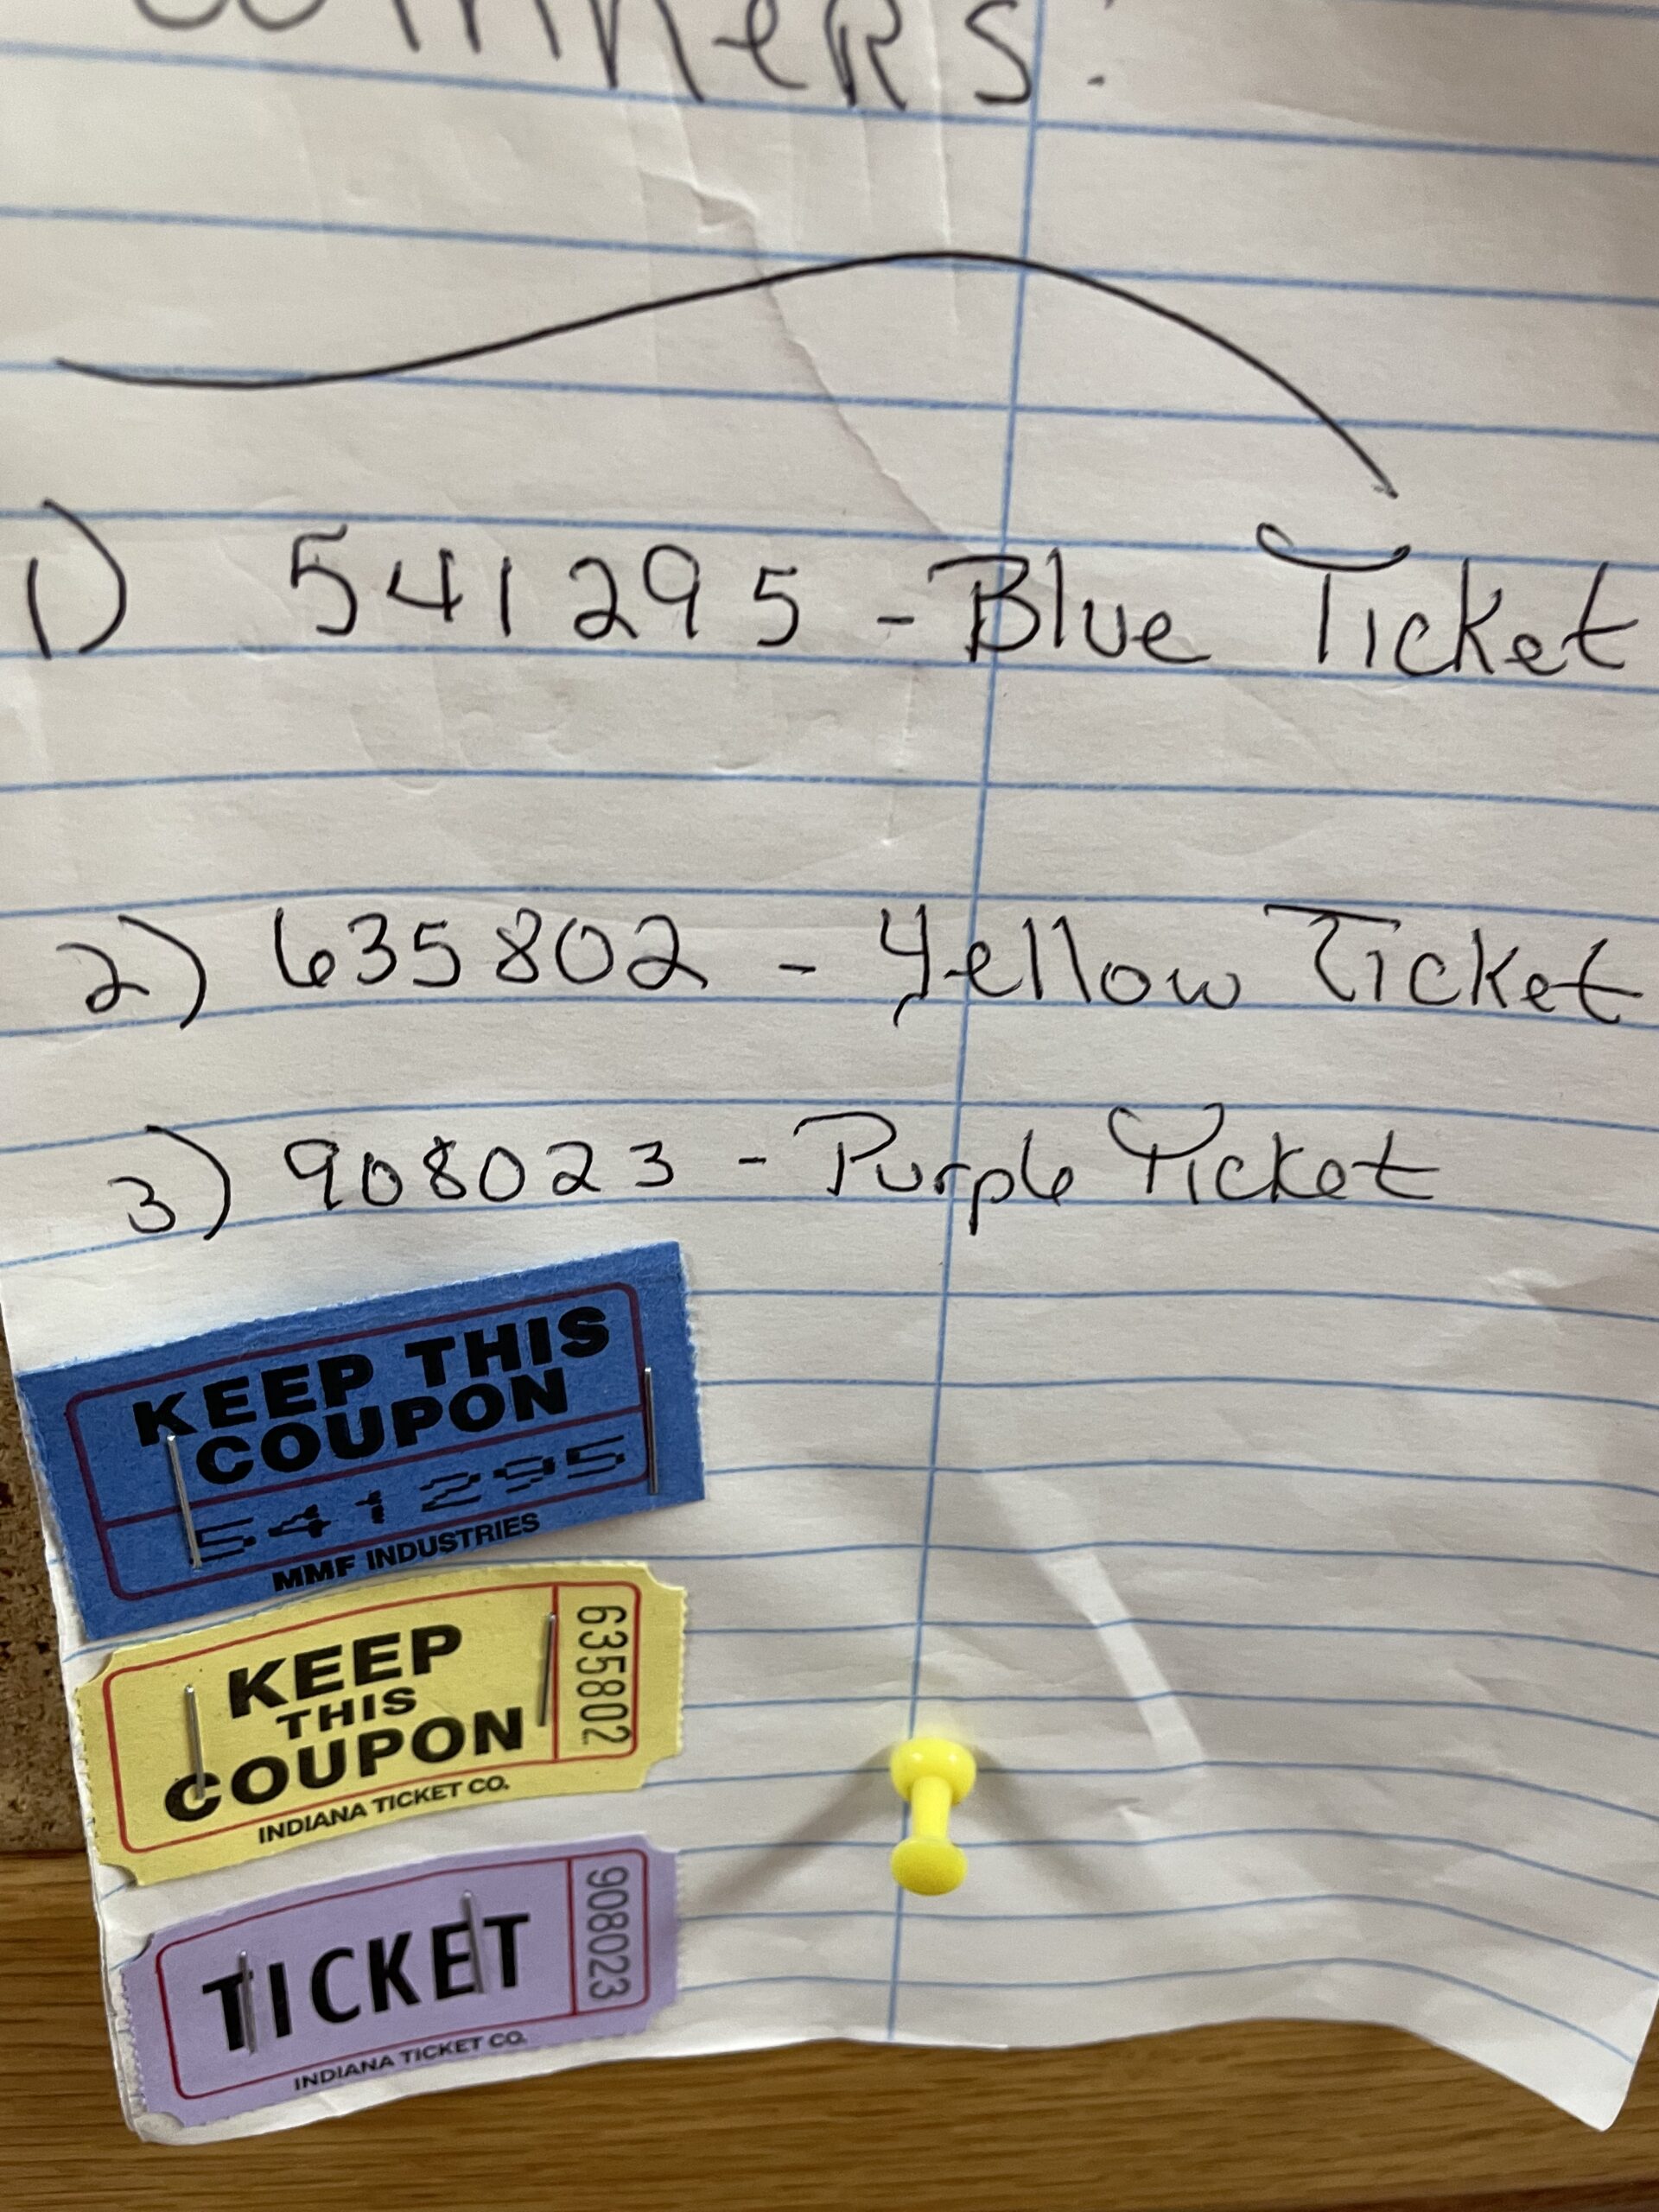 Winners:
1) 541295 - Blue Ticket
2) 635802 - Yellow Ticket
3) 908023 - Purple Ticket
KEEP THIS
COUPON
541295
MMF INDUSTRIES
KEEP
THIS
COUPON
635802
INDIANA TICKET CO.
TICKET
908023
INDIANA TICKET CO.